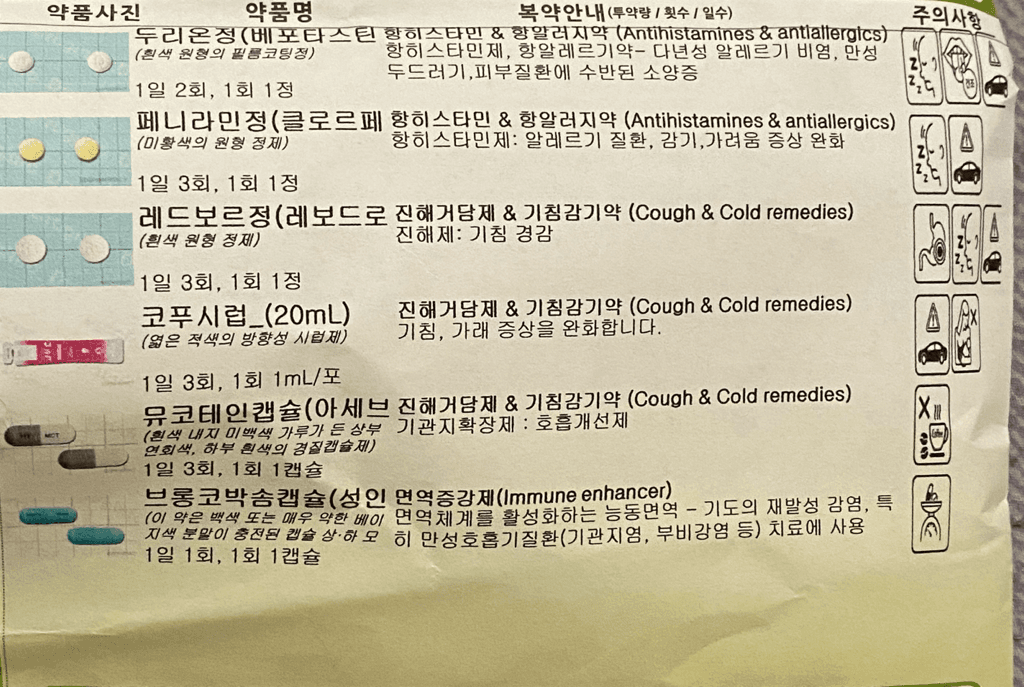 약품사진 약품명 복약안내(투약량 / 횟수 / 일수) 주의사항
두리온정(베포타스틴 항히스타민 & 항알러지약 (Antihistamines & antiallergics)
(흰색 원형의 필름코팅정) 항히스타민제, 항알레르기약- 다년성 알레르기 비염, 만성
두드러기,피부질환에 수반된 소양증
1일 2회, 1회 1정
페니라민정(클로르페 항히스타민 & 항알러지약 (Antihistamines & antiallergics)
(미황색의 원형 정제) 항히스타민제: 알레르기 질환, 감기,가려움 증상 완화
1일 3회, 1회 1정
레드보르정(레보드로 진해거담제 & 기침감기약 (Cough & Cold remedies)
(흰색 원형 정제) 진해제: 기침 경감
1일 3회, 1회 1정
코푸시럽_(20mL) 진해거담제 & 기침감기약 (Cough & Cold remedies)
(엷은 적색의 방향성 시럽제) 기침, 가래 증상을 완화합니다.
1일 3회, 1회 1mL/포
뮤코테인캡슐(아세브 진해거담제 & 기침감기약 (Cough & Cold remedies)
(흰색 내지 미백색 가루가 든 상부 기관지확장제 : 호흡개선제
연회색, 하부 흰색의 경질캡슐제)
1일 3회, 1회 1캡슐
브롱코박솜캡슐(성인 면역증강제(Immune enhancer)
(이 약은 백색 또는 매우 약한 베이 면역체계를 활성화하는 능동면역 - 기도의 재발성 감염, 특
지색 분말이 충전된 캡슐 상·하 모 히 만성호흡기질환(기관지염, 부비강염 등) 치료에 사용
1일 1회, 1회 1캡슐